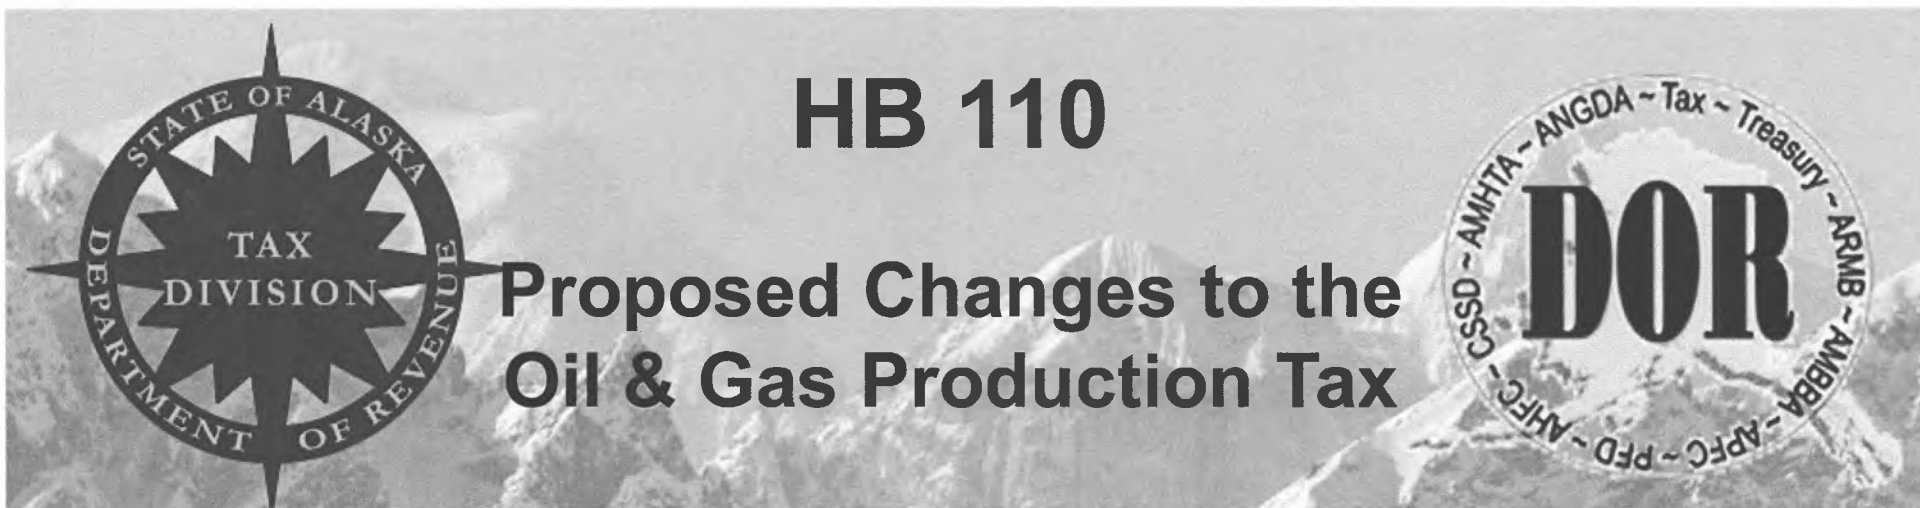 STATE OF ALASKA
DEPARTMENT OF REVENUE
TAX
DIVISION
HB 110
Proposed Changes to the
Oil & Gas Production Tax
ANGDA ~ Tax ~ Treasury ~ ARMB ~ AMBBA ~ APFC ~ PFD ~ AHFC ~ CSSD ~ AMHTA ~
DOR